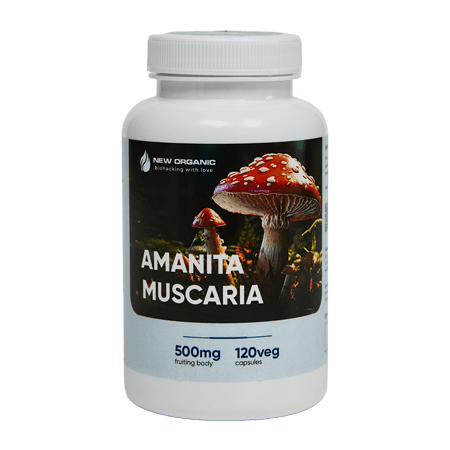 NEW ORGANIC
biohacking with love
AMANITA
MUSCARIA
500mg 120veg
fruiting body capsules